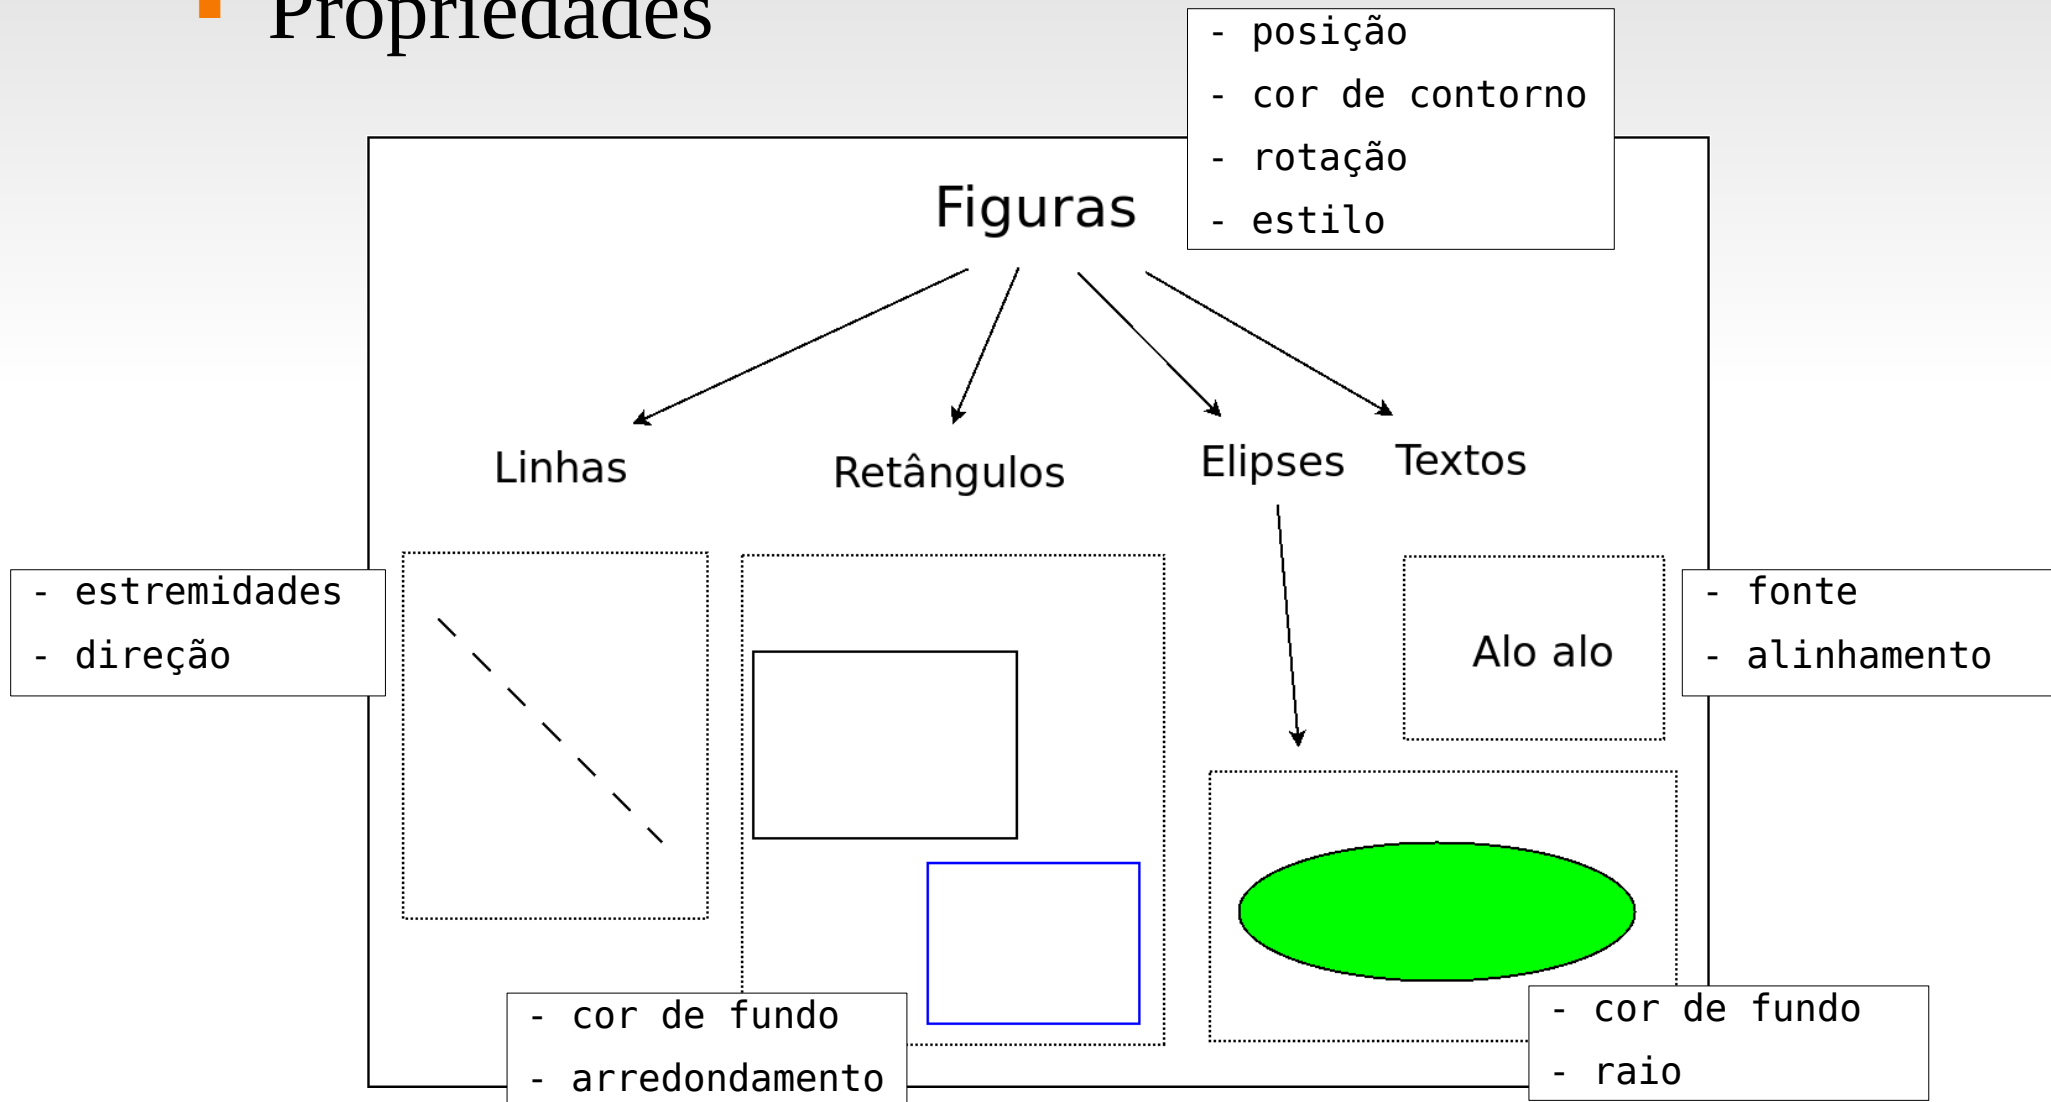 Propriedades
- posição
- cor de contorno
- rotação
- estilo
Figuras
Linhas
Retângulos
Elipses
Textos
- estremidades
- direção
Alo alo
- fonte
- alinhamento
- cor de fundo
- arredondamento
- cor de fundo
- raio